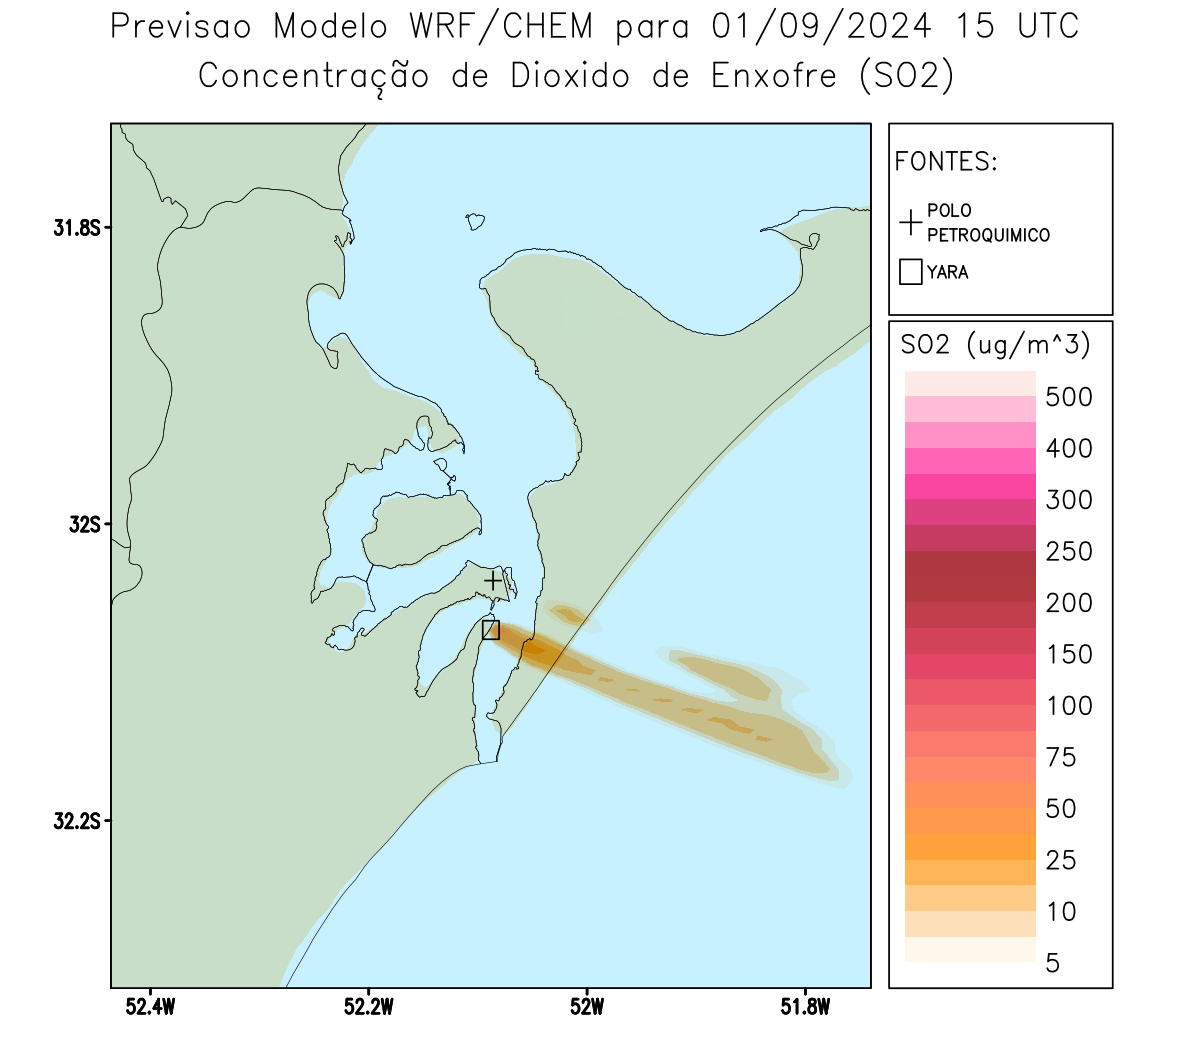 Previsao Modelo WRF/CHEM para 01/09/2024 15 UTC
Concentração de Dioxido de Enxofre (SO2)
FONTES:
POLO
PETROQUIMICO
YARA
31.8S
32S
32.2S
52.4W
52.2W
52W
51.8W
SO2 (ug/m^3)
500
400
300
250
200
150
100
75
50
25
10
5